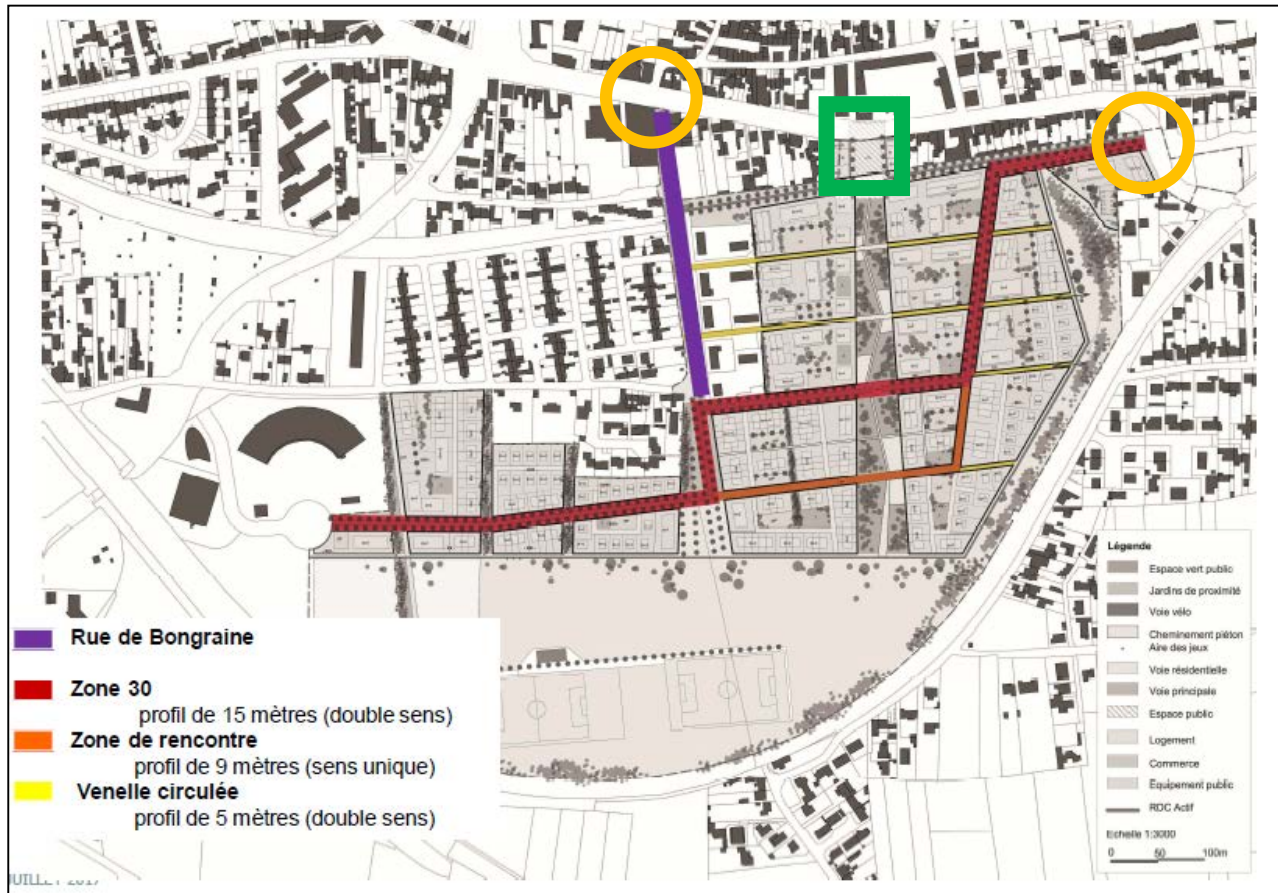 Rue de Bongraine
Zone 30
profil de 15 mètres (double sens)
Zone de rencontre
profil de 9 mètres (sens unique)
Venelle circulée
profil de 5 mètres (double sens)
JUILLET 2017
Légende
Espace vert public
Jardins de proximité
Voie vélo
Cheminement piéton
Aire des jeux
Voie résidentielle
Voie principale
Espace public
Logement
Commerce
Equipement public
RDC Actif
Echelle 1:3000
0 50 100m